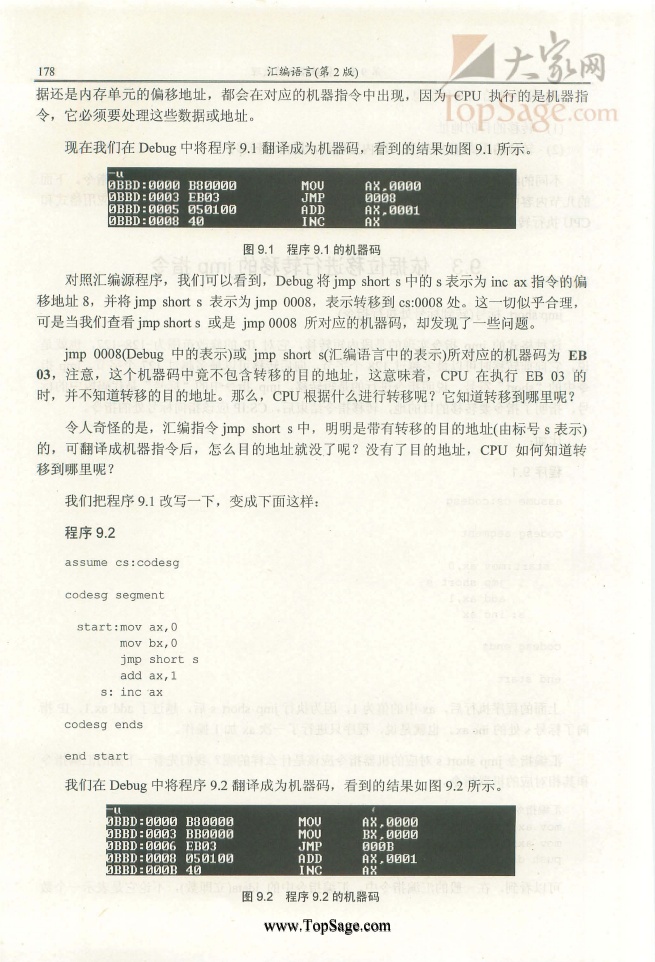 178
汇编语言(第 2 版)
大家网
TopSage.com
据还是内存单元的偏移地址，都会在对应的机器指令中出现，因为 CPU 执行的是机器指
令，它必须要处理这些数据或地址。
现在我们在 Debug 中将程序 9.1 翻译成为机器码，看到的结果如图 9.1 所示。
-u
0BBD:0000 B80000 MOV AX,0000
0BBD:0003 EB03 JMP 0008
0BBD:0005 050100 ADD AX,0001
0BBD:0008 40 INC AX
图 9.1 程序 9.1 的机器码
对照汇编源程序，我们可以看到，Debug 将 jmp short s 中的 s 表示为 inc ax 指令的偏
移地址 8，并将 jmp short s 表示为 jmp 0008，表示转移到 cs:0008 处。这一切似乎合理，
可是当我们查看 jmp short s 或是 jmp 0008 所对应的机器码，却发现了一些问题。
jmp 0008(Debug 中的表示)或 jmp short s(汇编语言中的表示)所对应的机器码为 EB
03，注意，这个机器码中竟不包含转移的目的地址，这意味着，CPU 在执行 EB 03 的
时，并不知道转移的目的地址。那么，CPU 根据什么进行转移呢？它知道转移到哪里呢？
令人奇怪的是，汇编指令 jmp short s 中，明明是带有转移的目的地址(由标号 s 表示)
的，可翻译成机器指令后，怎么目的地址就没了呢？没有了目的地址，CPU 如何知道转
移到哪里呢？
我们把程序 9.1 改写一下，变成下面这样：
程序 9.2
assume cs:codesg
codesg segment
start:mov ax,0
mov bx,0
jmp short s
add ax,1
s: inc ax
codesg ends
end start
我们在 Debug 中将程序 9.2 翻译成为机器码，看到的结果如图 9.2 所示。
-u
0BBD:0000 B80000 MOV AX,0000
0BBD:0003 BB0000 MOV BX,0000
0BBD:0006 EB03 JMP 000B
0BBD:0008 050100 ADD AX,0001
0BBD:000B 40 INC AX
图 9.2 程序 9.2 的机器码
www.TopSage.com